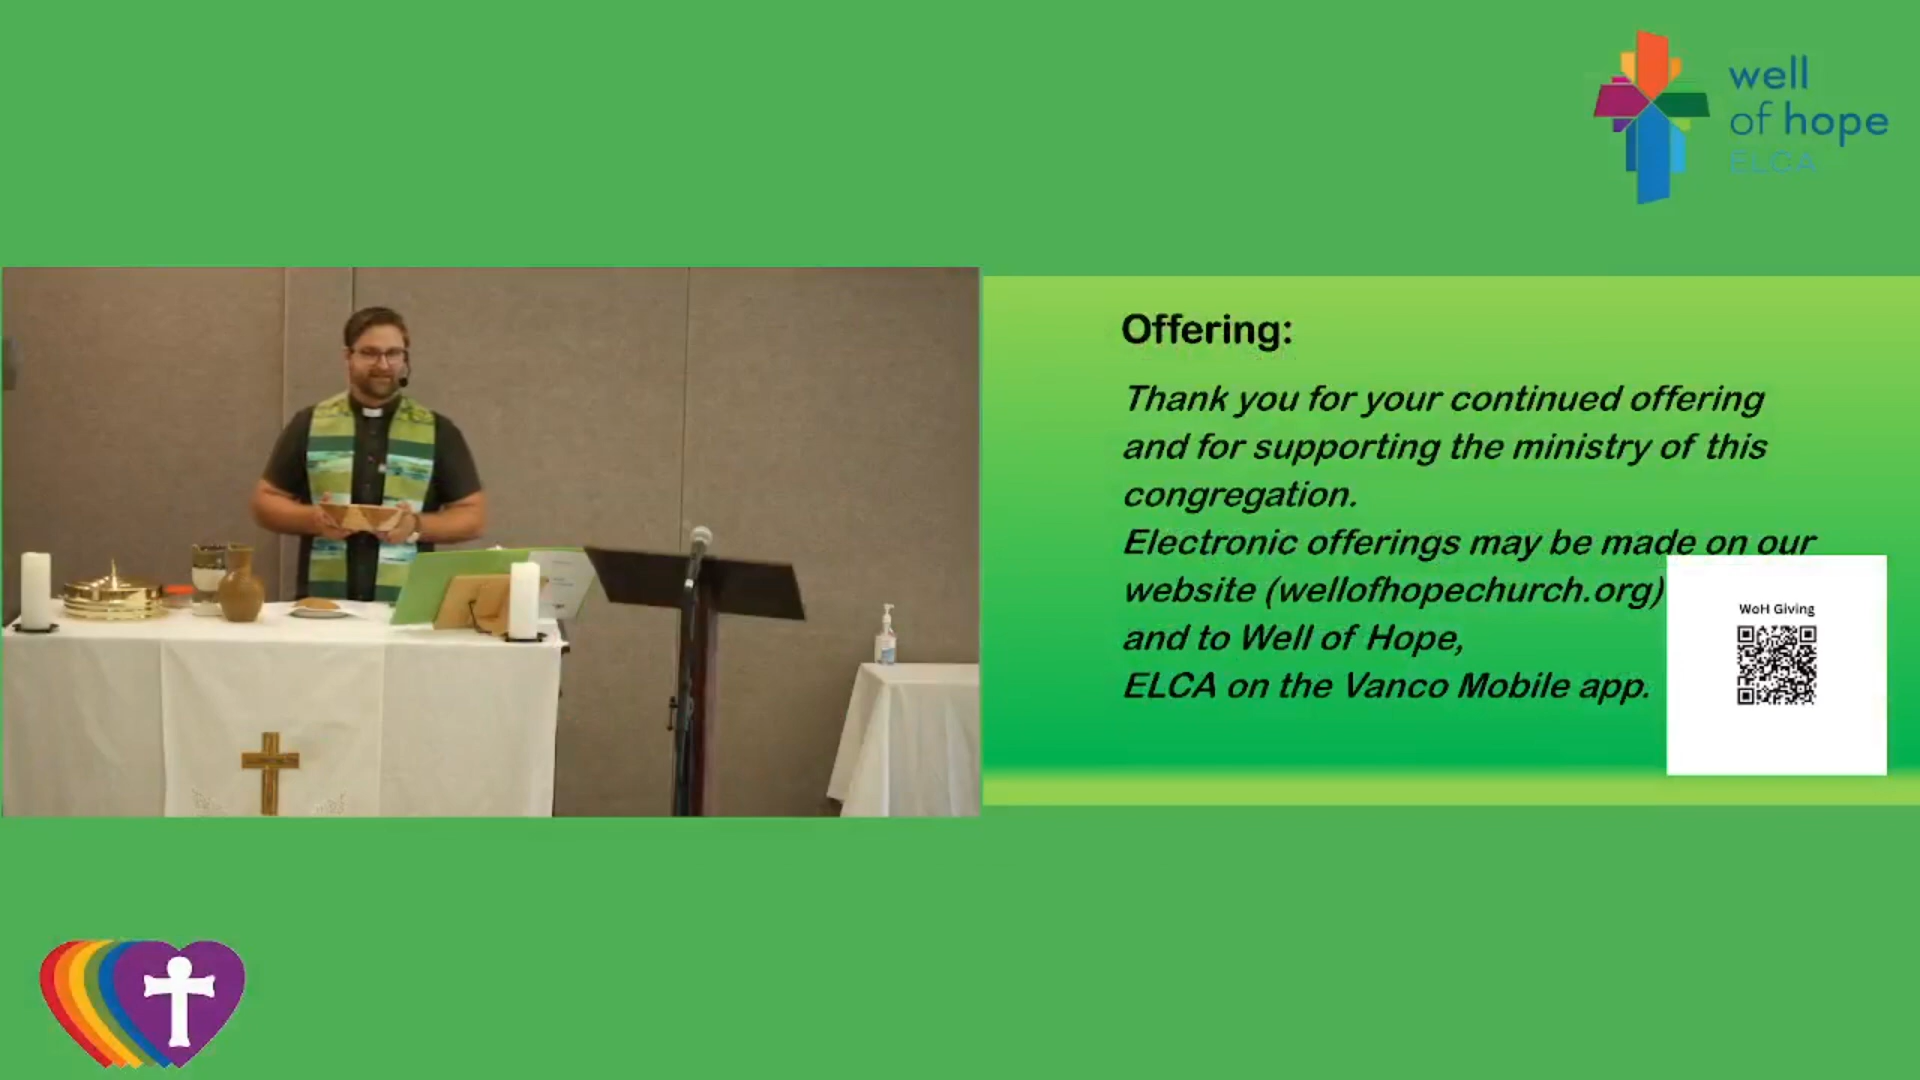 well
of hope
ELCA
Offering:
Thank you for your continued offering
and for supporting the ministry of this
congregation.
Electronic offerings may be made on our
website (wellofhopechurch.org)
and to Well of Hope,
ELCA on the Vanco Mobile app.
WoH Giving